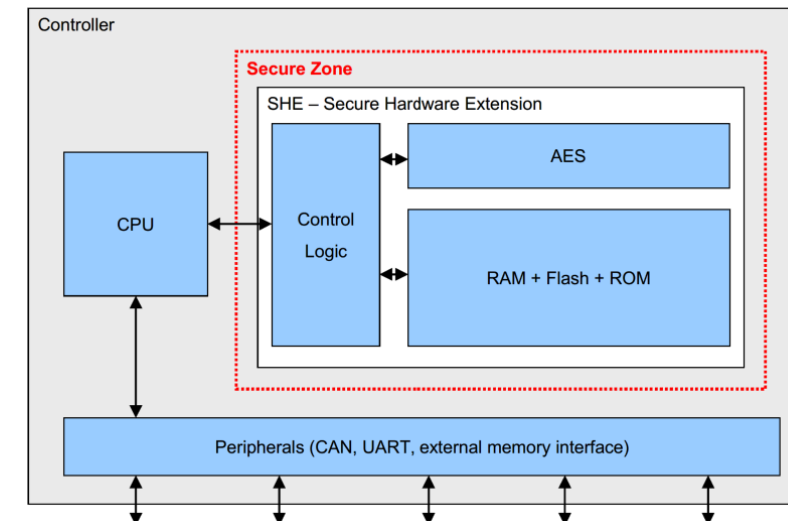 Controller
Secure Zone
SHE – Secure Hardware Extension
AES
CPU
Control
Logic
RAM + Flash + ROM
Peripherals (CAN, UART, external memory interface)